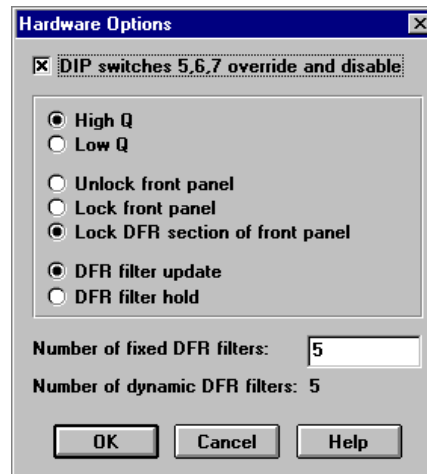 Hardware Options
DIP switches 5,6,7 override and disable
High Q
Low Q
Unlock front panel
Lock front panel
Lock DFR section of front panel
DFR filter update
DFR filter hold
Number of fixed DFR filters: 5
Number of dynamic DFR filters: 5
OK Cancel Help